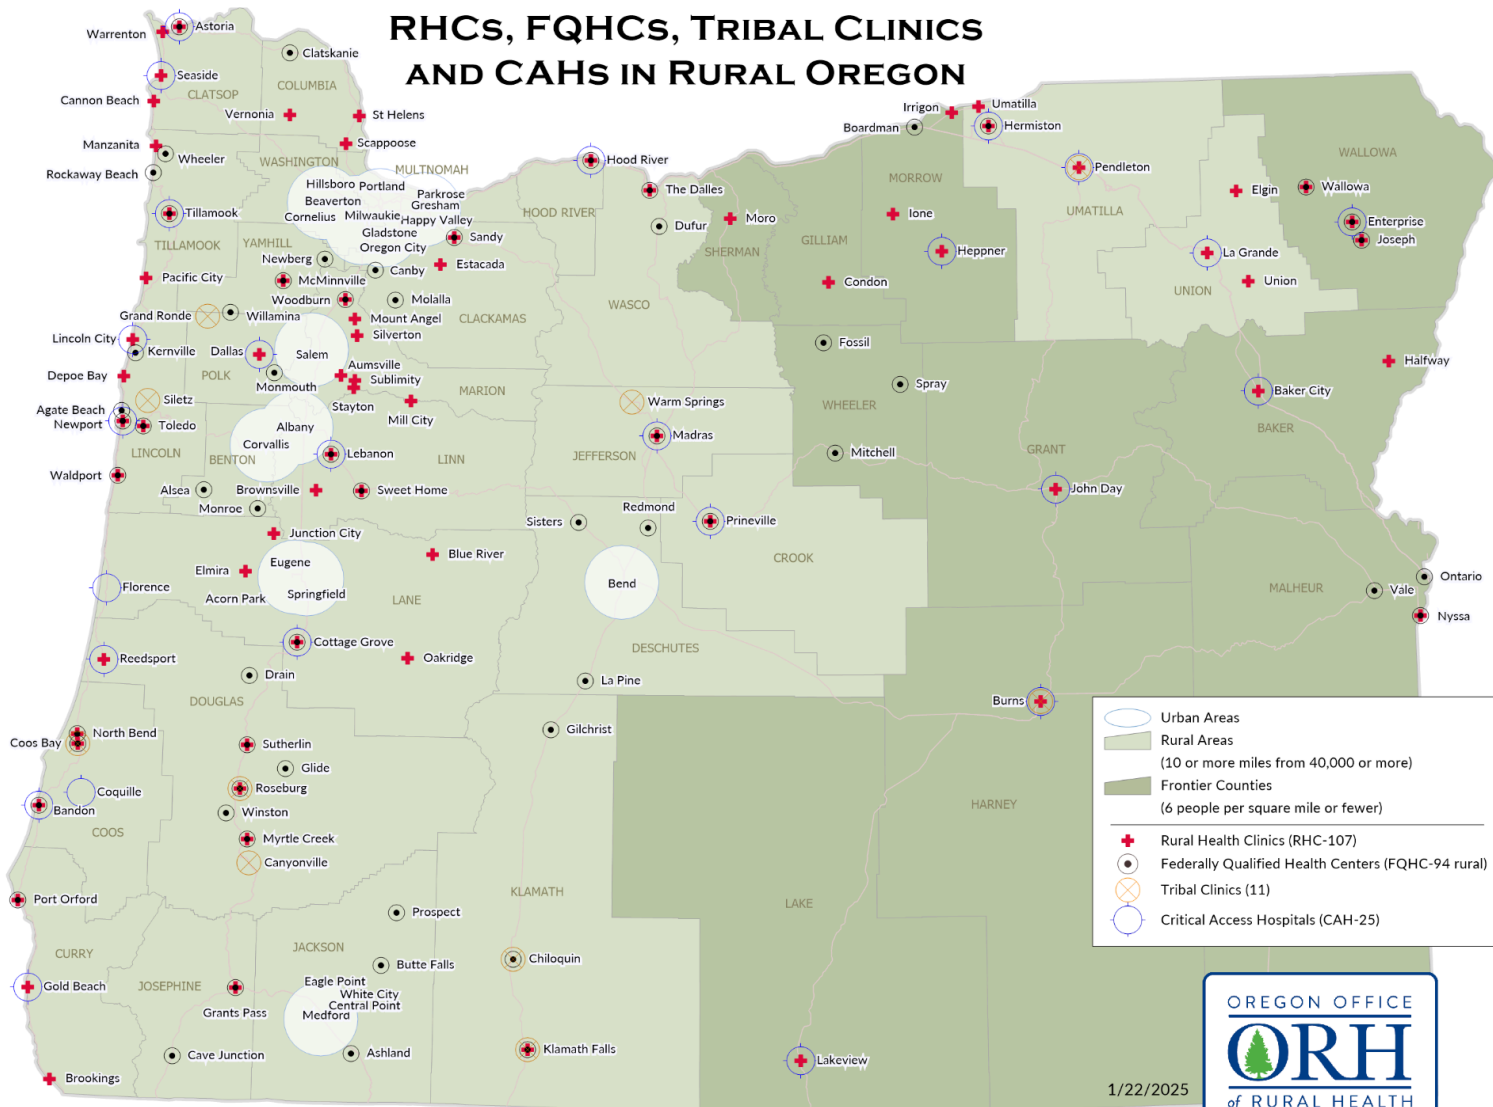 RHCs, FQHCs, Tribal Clinics
and CAHs in Rural Oregon
Astoria
Warrenton
Clatskanie
Seaside
COLUMBIA
CLATSOP
Cannon Beach
Vernonia
St Helens
Irrigon
Umatilla
Boardman
Hermiston
Manzanita
Scappoose
Wheeler
WASHINGTON
MULTNOMAH
Hood River
WALLOWA
Rockaway Beach
Pendleton
MORROW
Hillsboro
Portland
Parkrose
The Dalles
Elgin
Wallowa
Beaverton
Gresham
Tillamook
Cornelius
Milwaukie
Happy Valley
HOOD RIVER
Moro
Ione
UMATILLA
Enterprise
Gladstone
Dufur
Sandy
Joseph
TILLAMOOK
YAMHILL
Oregon City
GILLIAM
SHERMAN
Heppner
La Grande
Newberg
Canby
Estacada
Pacific City
McMinnville
Condon
Union
Woodburn
Molalla
WASCO
UNION
Grand Ronde
Willamina
Mount Angel
CLACKAMAS
Lincoln City
Silverton
Fossil
Kernville
Dallas
Salem
Halfway
Aumsville
Depoe Bay
POLK
Monmouth
Sublimity
MARION
Spray
Baker City
Siletz
Stayton
Warm Springs
WHEELER
Agate Beach
Mill City
Newport
Toledo
Albany
BAKER
Madras
Corvallis
LINCOLN
BENTON
Lebanon
LINN
JEFFERSON
Mitchell
GRANT
Waldport
Alsea
Brownsville
Sweet Home
John Day
Monroe
Redmond
Sisters
Prineville
Junction City
Blue River
CROOK
Eugene
Elmira
Ontario
Florence
Bend
MALHEUR
Vale
Acorn Park
Springfield
LANE
Nyssa
Cottage Grove
DESCHUTES
Reedsport
Oakridge
Drain
La Pine
DOUGLAS
Burns
North Bend
Gilchrist
Coos Bay
Sutherlin
Glide
Coquille
Roseburg
Bandon
Winston
HARNEY
COOS
Myrtle Creek
Canyonville
KLAMATH
Port Orford
LAKE
Prospect
CURRY
JACKSON
Butte Falls
Chiloquin
Gold Beach
JOSEPHINE
Eagle Point
White City
Central Point
Grants Pass
Medford
Cave Junction
Ashland
Klamath Falls
Lakeview
Brookings
Urban Areas
Rural Areas
(10 or more miles from 40,000 or more)
Frontier Counties
(6 people per square mile or fewer)
Rural Health Clinics (RHC-107)
Federally Qualified Health Centers (FQHC-94 rural)
Tribal Clinics (11)
Critical Access Hospitals (CAH-25)
1/22/2025
OREGON OFFICE
ORH
of RURAL HEALTH